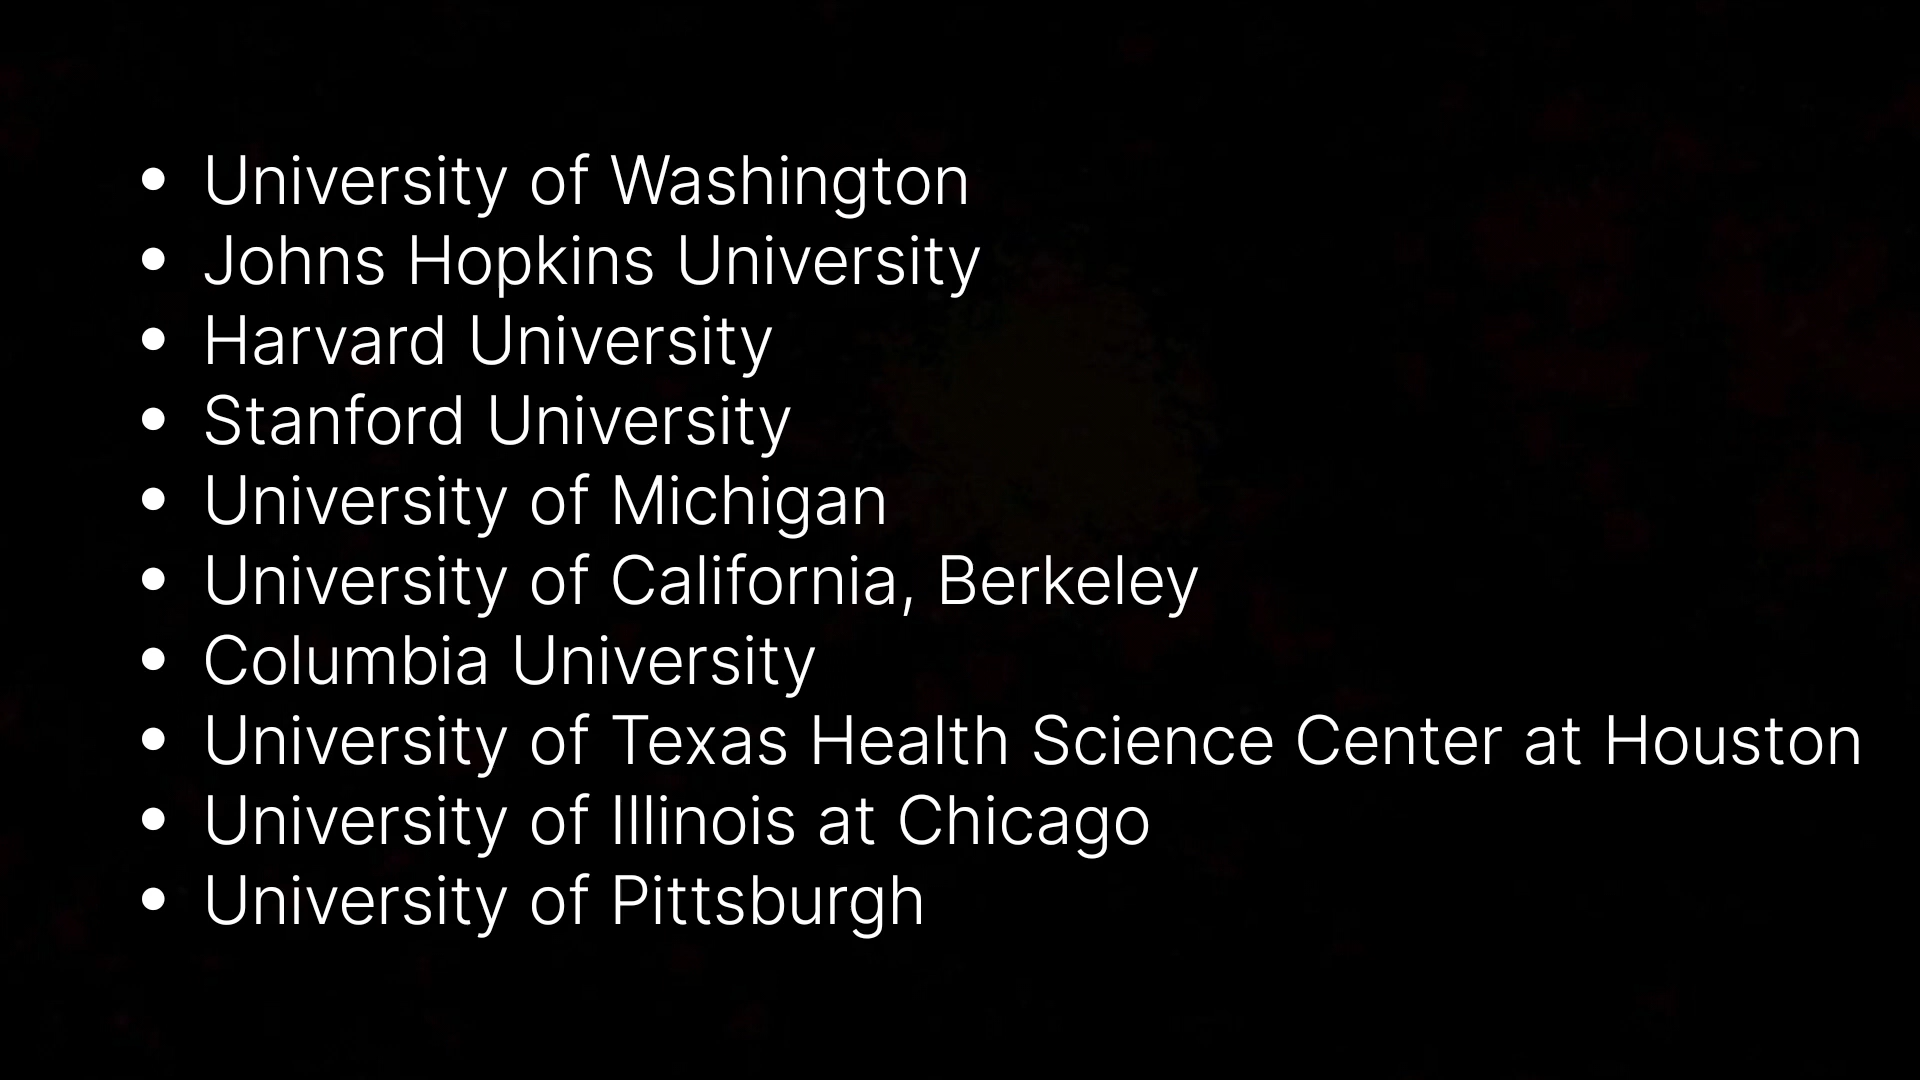 • University of Washington
• Johns Hopkins University
• Harvard University
• Stanford University
• University of Michigan
• University of California, Berkeley
• Columbia University
• University of Texas Health Science Center at Houston
• University of Illinois at Chicago
• University of Pittsburgh